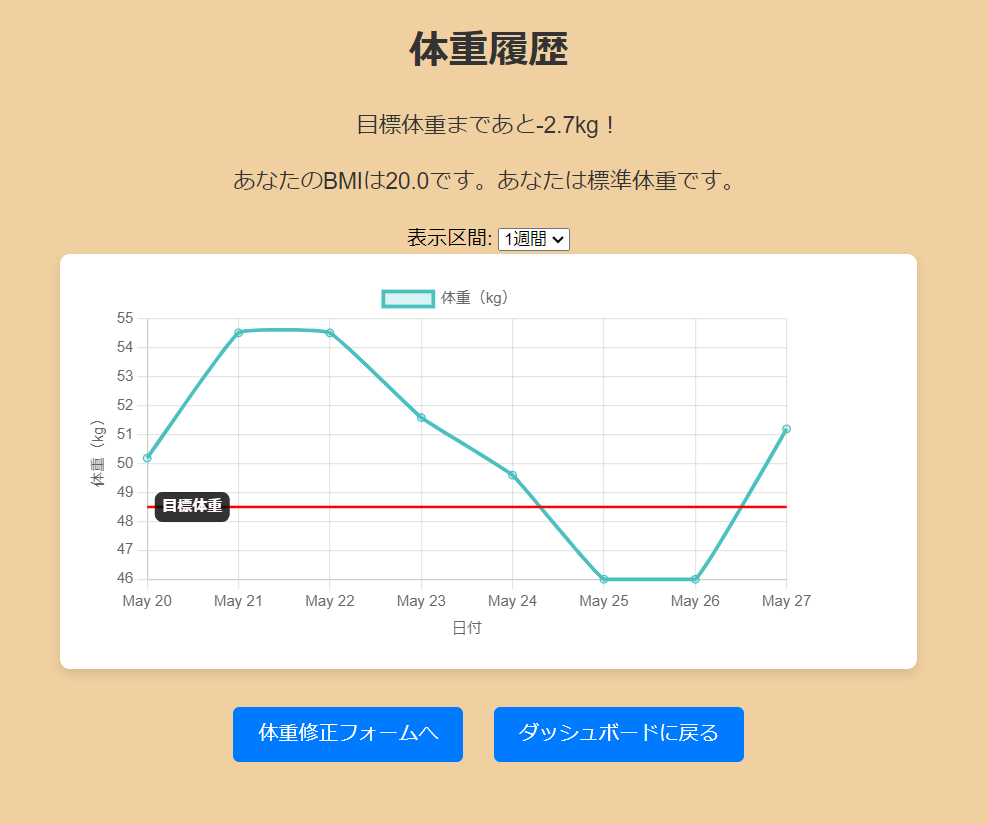 体重履歴
目標体重まであと-2.7kg！
あなたのBMIは20.0です。あなたは標準体重です。
表示区間: 1週間
体重（kg）
55
54
53
52
51
50
49
48
47
46
体重（kg）
目標体重
May 20 May 21 May 22 May 23 May 24 May 25 May 26 May 27
日付
体重修正フォームへ ダッシュボードに戻る